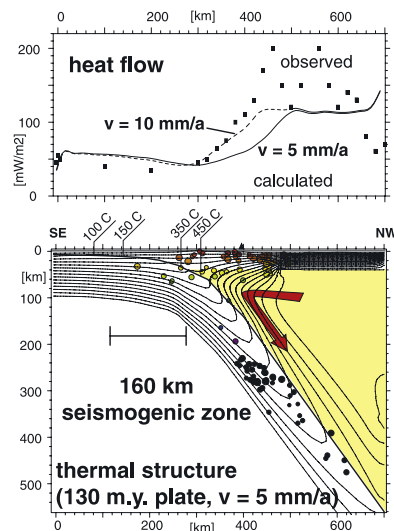 0 200 [km] 400 600
200
150
100
50
0
[mW/m2]
heat flow
observed
v = 10 mm/a
v = 5 mm/a
calculated
100 C
150 C
350 C
450 C
SE
NW
0
[km]
100
200
300
400
500
160 km
seismogenic zone
thermal structure
(130 m.y. plate, v = 5 mm/a)
0 200 [km] 400 600